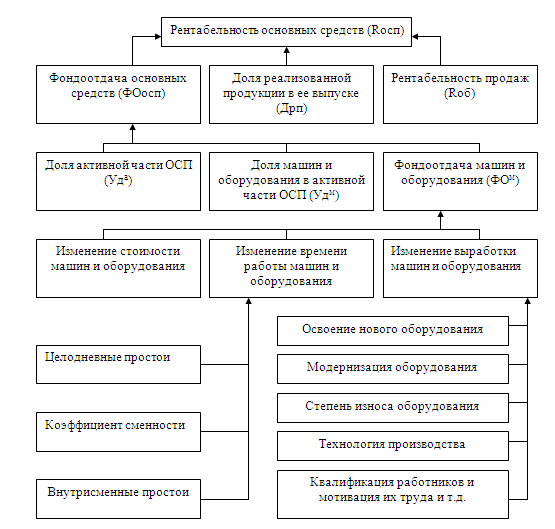 Рентабельность основных средств (Rосп)
Фондоотдача основных
средств (ФОосп)
Доля реализованной
продукции в ее выпуске
(Дрп)
Рентабельность продаж
(Rоб)
Доля активной части ОСП
(Удª)
Доля машин и
оборудования в активной
части ОСП (Удᴹ)
Фондоотдача машин и
оборудования (ФОᴹ)
Изменение стоимости
машин и оборудования
Изменение времени
работы машин и
оборудования
Изменение выработки
машин и оборудования
Целодневные простои
Коэффициент сменности
Внутрисменные простои
Освоение нового оборудования
Модернизация оборудования
Степень износа оборудования
Технология производства
Квалификация работников и
мотивация их труда и т.д.